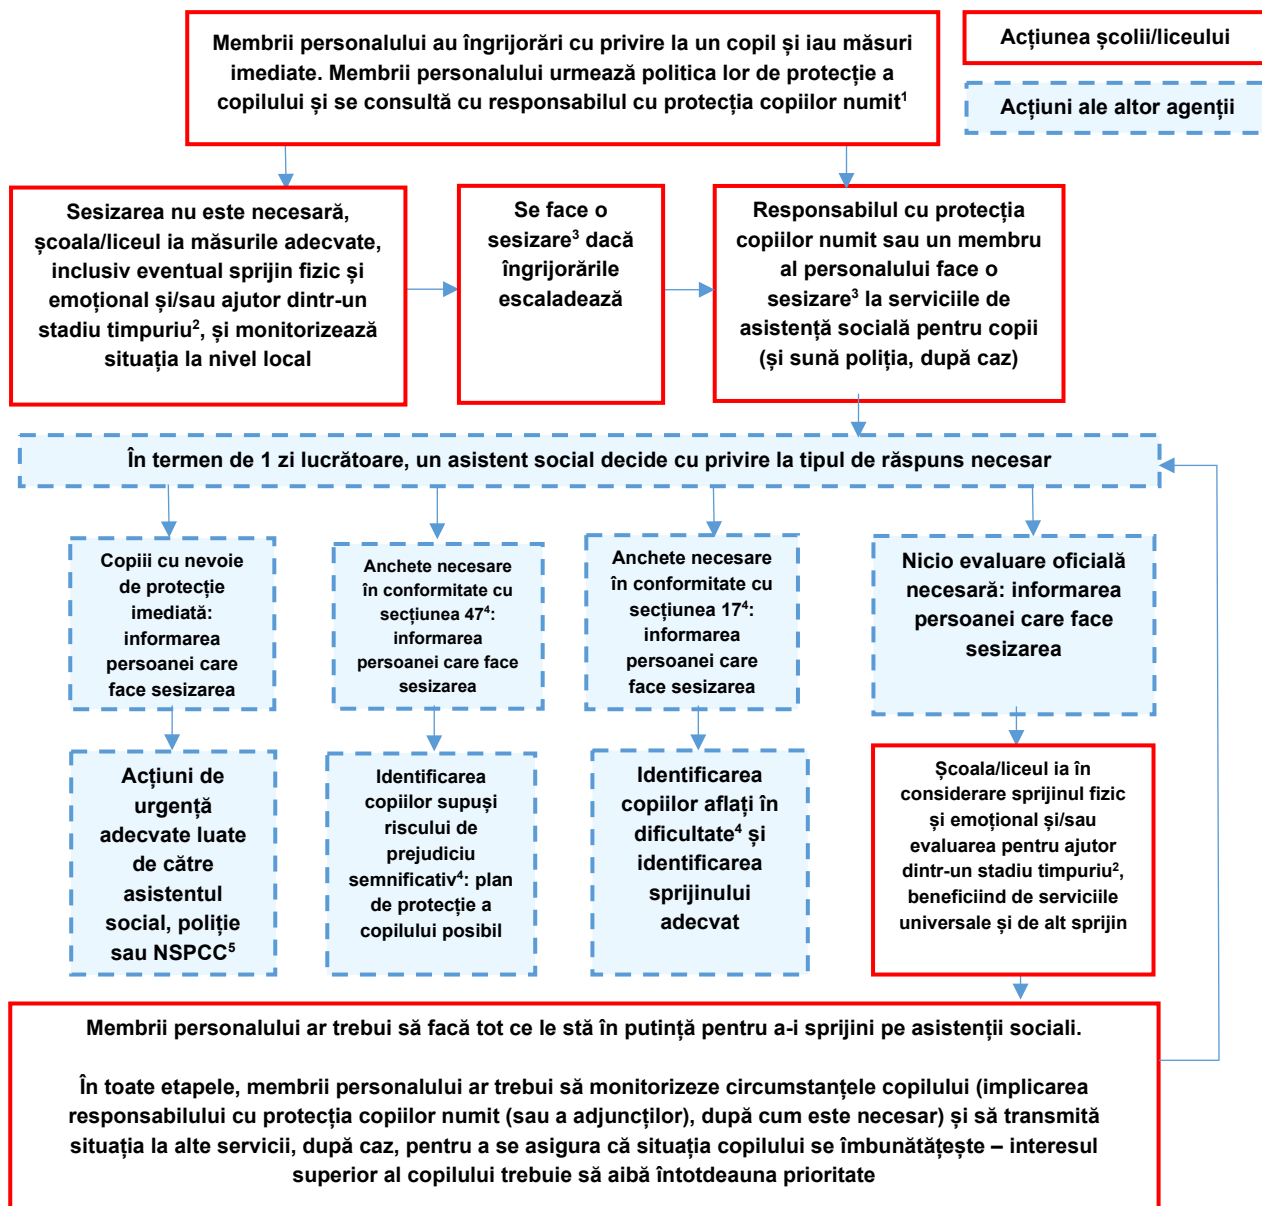 Membrii personalului au îngrijorări cu privire la un copil și iau măsuri
imediate. Membrii personalului urmează politica lor de protecție a
copilului și se consultă cu responsabilul cu protecția copiilor numit1
Acțiunea școlii/liceului
Acțiuni ale altor agenții
Sesizarea nu este necesară,
școala/liceul ia măsurile adecvate,
inclusiv eventual sprijin fizic și
emoțional și/sau ajutor dintr-un
stadiu timpuriu2, și monitorizează
situația la nivel local
Se face o
sesizare3 dacă
îngrijorările
escaladează
Responsabilul cu protecția
copiilor numit sau un membru
al personalului face o
sesizare3 la serviciile de
asistență socială pentru copii
(și sună poliția, după caz)
În termen de 1 zi lucrătoare, un asistent social decide cu privire la tipul de răspuns necesar
Copiii cu nevoie
de protecție
imediată:
informarea
persoanei care
face sesizarea
Anchete necesare
în conformitate cu
secțiunea 47⁴:
informarea
persoanei care face
sesizarea
Anchete necesare
în conformitate cu
secțiunea 17⁴:
informarea
persoanei care
face sesizarea
Nicio evaluare oficială
necesară: informarea
persoanei care face
sesizarea
Acțiuni de
urgență
adecvate luate
de către
asistentul
social, poliție
sau NSPCC5
Identificarea
copiilor supuși
riscului de
prejudiciu
semnificativ4: plan
de protecție a
copilului posibil
Identificarea
copiilor aflați în
dificultate4 și
identificarea
sprijinului
adecvat
Școala/liceul ia în
considerare sprijinul fizic
și emoțional și/sau
evaluarea pentru ajutor
dintr-un stadiu timpuriu2,
beneficiind de serviciile
universale și de alt sprijin
Membrii personalului ar trebui să facă tot ce le stă în putință pentru a-i sprijini pe asistenții sociali.
În toate etapele, membrii personalului ar trebui să monitorizeze circumstanțele copilului (implicarea
responsabilului cu protecția copiilor numit (sau a adjuncților), după cum este necesar) și să transmită
situația la alte servicii, după caz, pentru a se asigura că situația copilului se îmbunătățește – interesul
superior al copilului trebuie să aibă întotdeauna prioritate